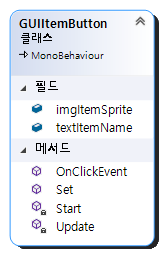 GUIItemButton
클래스
MonoBehaviour
필드
imgItemSprite
textItemName
메서드
OnClickEvent
Set
Start
Update